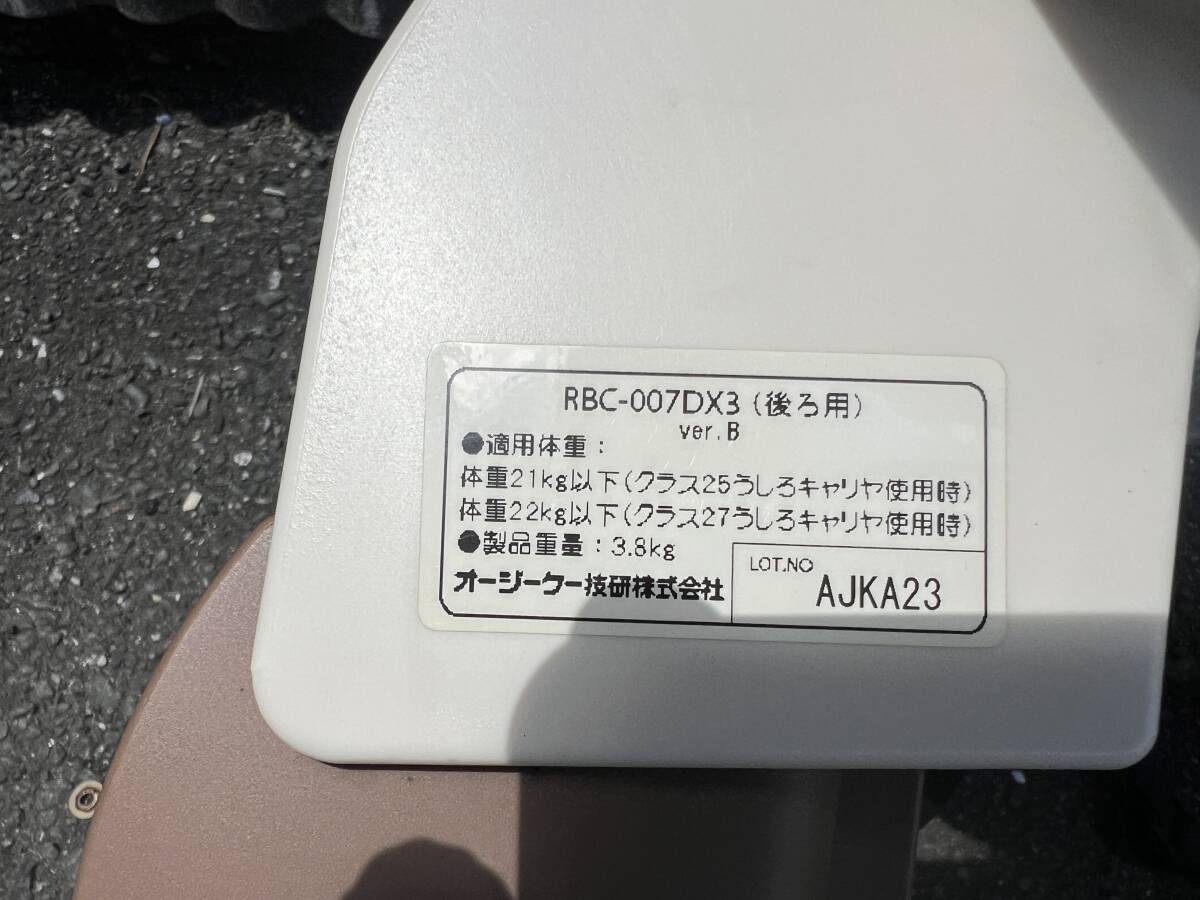 RBC-007DX3(後ろ用)
ver.B
●適用体重:
体重21kg以下(クラス25うしろキャリヤ使用時)
体重22kg以下(クラス27うしろキャリヤ使用時)
●製品重量:3.8kg
オージーケー技研株式会社
LOT.NO
AJKA23